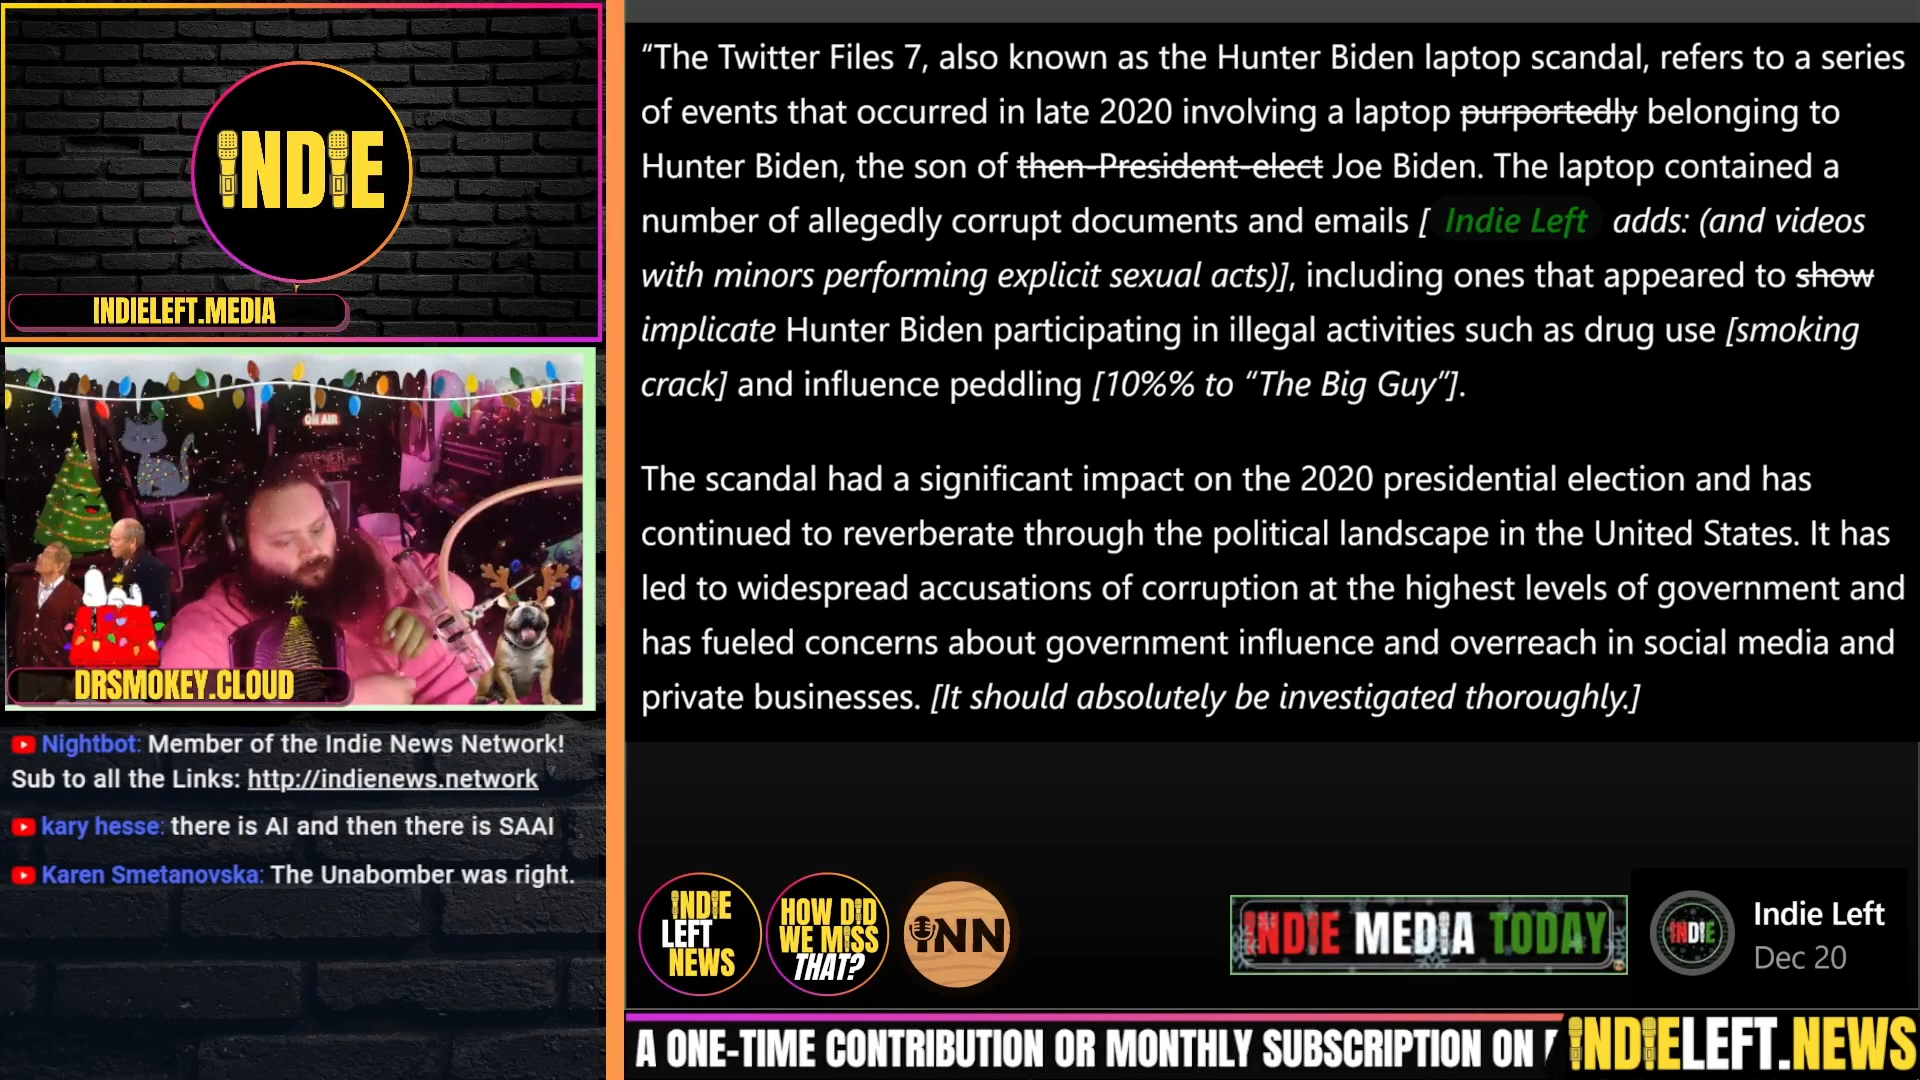 INDIE
INDIELEFT.MEDIA
ON AIR
DRSMOKEY.CLOUD
Nightbot: Member of the Indie News Network!
Sub to all the Links: http://indienews.network
kary hesse: there is AI and then there is SAAI
Karen Smetanovska: The Unabomber was right.
“The Twitter Files 7, also known as the Hunter Biden laptop scandal, refers to a series
of events that occurred in late 2020 involving a laptop purportedly belonging to
Hunter Biden, the son of then-President-elect Joe Biden. The laptop contained a
number of allegedly corrupt documents and emails [ Indie Left adds: (and videos
with minors performing explicit sexual acts)], including ones that appeared to show
implicate Hunter Biden participating in illegal activities such as drug use [smoking
crack] and influence peddling [10%% to “The Big Guy”].
The scandal had a significant impact on the 2020 presidential election and has
continued to reverberate through the political landscape in the United States. It has
led to widespread accusations of corruption at the highest levels of government and
has fueled concerns about government influence and overreach in social media and
private businesses. [It should absolutely be investigated thoroughly.]
INDIE
LEFT
NEWS
HOW DID
WE MISS
THAT?
INN
INDIE MEDIA TODAY
INDIE
Indie Left
Dec 20
A ONE-TIME CONTRIBUTION OR MONTHLY SUBSCRIPTION ON
INDIELEFT.NEWS